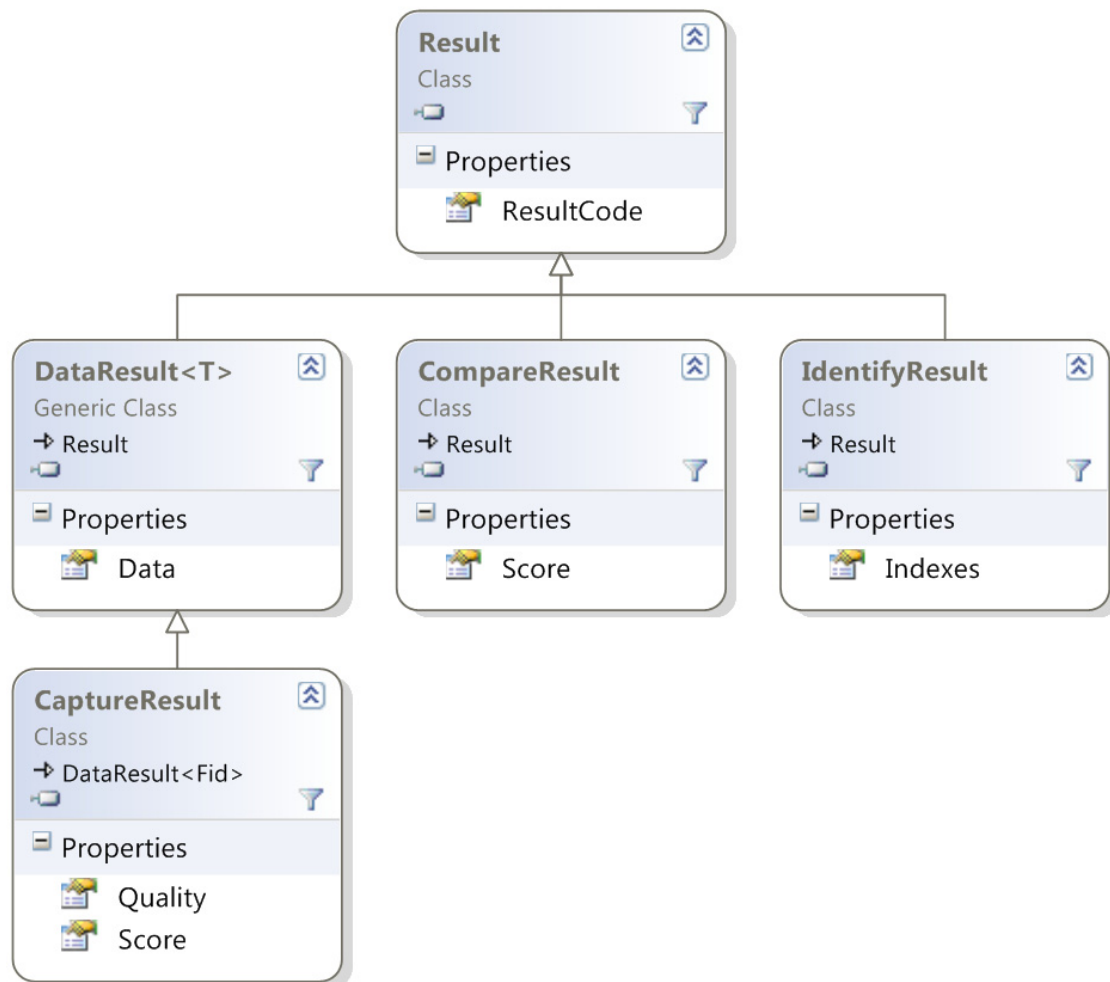 Result
Class
Properties
ResultCode
DataResult<T>
Generic Class
Result
Properties
Data
CompareResult
Class
Result
Properties
Score
IdentifyResult
Class
Result
Properties
Indexes
CaptureResult
Class
DataResult<Fid>
Properties
Quality
Score